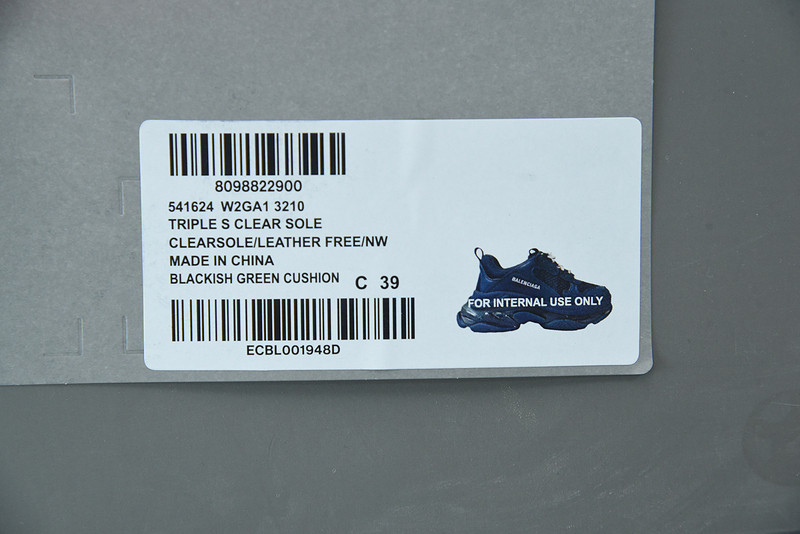 8098822900
541624 W2GA1 3210
TRIPLE S CLEAR SOLE
CLEARSOLE/LEATHER FREE/NW
MADE IN CHINA
BLACKISH GREEN CUSHION C 39
ECBL001948D
BALENCIAGA
FOR INTERNAL USE ONLY